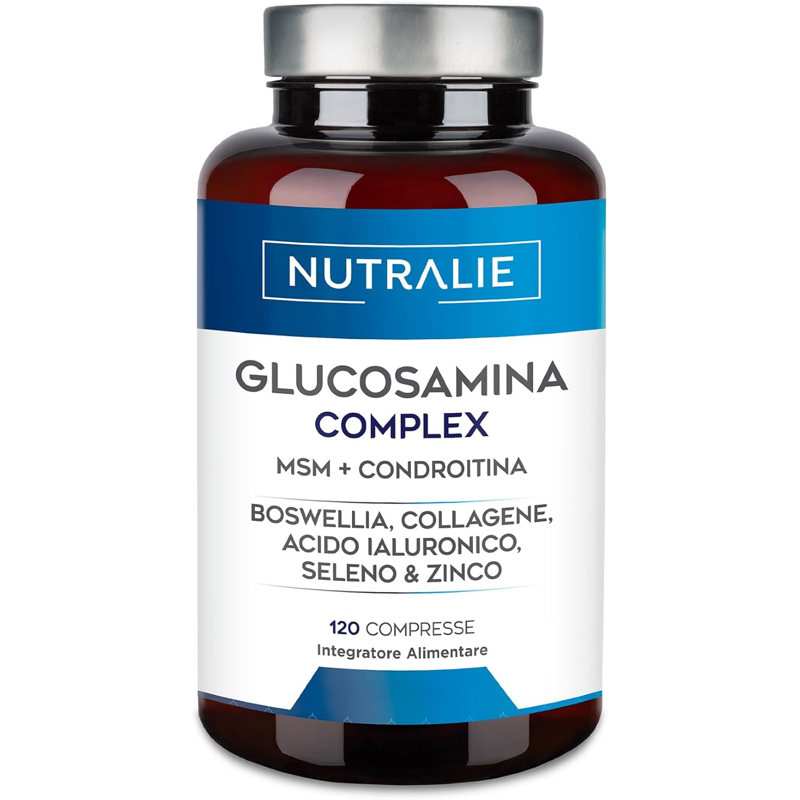 NUTRALIE
GLUCOSAMINA
COMPLEX
MSM + CONDROITINA
BOSWELLIA, COLLAGENE,
ACIDO IALURONICO,
SELENO & ZINCO
120 COMPRESSE
Integratore Alimentare